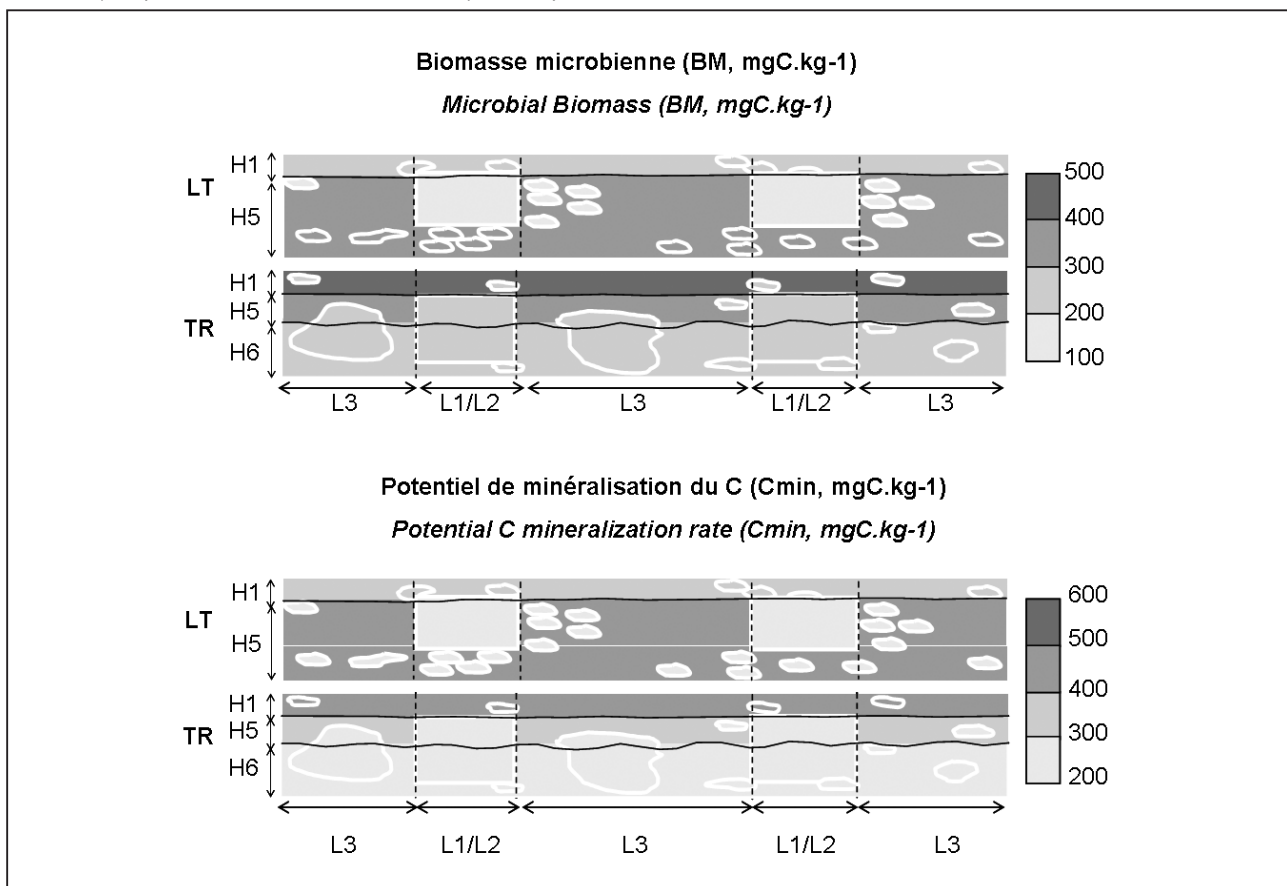 Biomasse microbienne (BM, mgC.kg-1)
Microbial Biomass (BM, mgC.kg-1)
H1
LT
H5
H1
H5
TR
H6
500
400
300
200
100
L3
L1/L2
L3
L1/L2
L3
Potentiel de minéralisation du C (Cmin, mgC.kg-1)
Potential C mineralization rate (Cmin, mgC.kg-1)
H1
LT
H5
H1
H5
TR
H6
600
500
400
300
200
L3
L1/L2
L3
L1/L2
L3